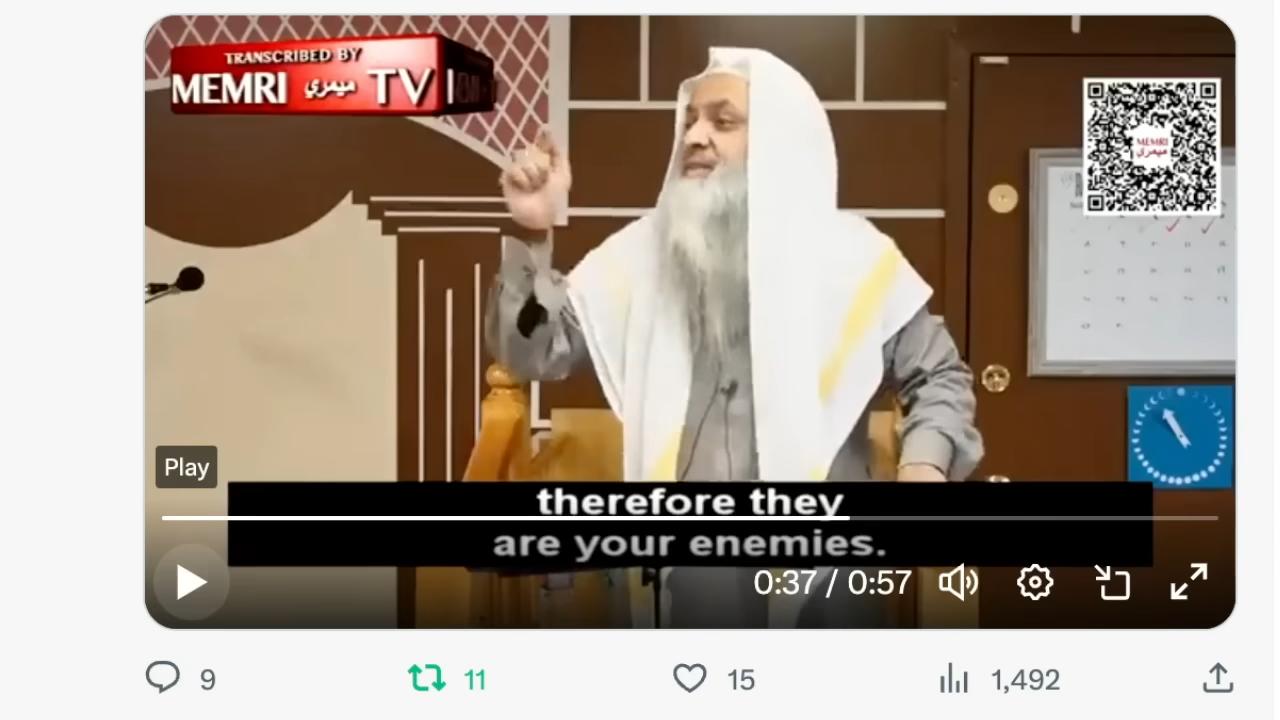 TRANSCRIBED BY
MEMRI ميمري TV
MEMRI
ميمري
Play
therefore they
are your enemies.
0:37 / 0:57
9
11
15
1,492